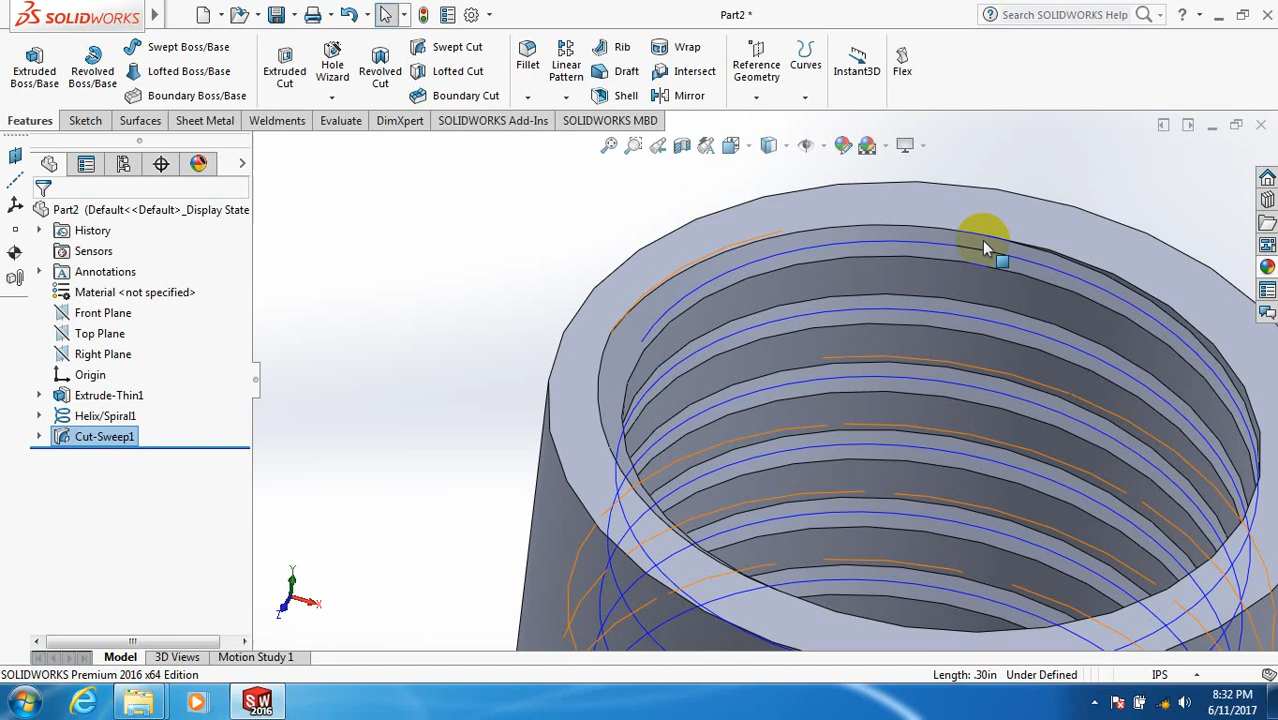 SOLIDWORKS
Part2 *
Search SOLIDWORKS Help
?
Extruded Boss/Base
Revolved Boss/Base
Swept Boss/Base
Lofted Boss/Base
Boundary Boss/Base
Extruded Cut
Hole Wizard
Revolved Cut
Swept Cut
Lofted Cut
Boundary Cut
Fillet
Linear Pattern
Rib
Draft
Shell
Wrap
Intersect
Mirror
Reference Geometry
Curves
Instant3D
Flex
Features
Sketch
Surfaces
Sheet Metal
Weldments
Evaluate
DimXpert
SOLIDWORKS Add-Ins
SOLIDWORKS MBD
Part2 (Default<<Default>_Display State
History
Sensors
Annotations
Material <not specified>
Front Plane
Top Plane
Right Plane
Origin
Extrude-Thin1
Helix/Spiral1
Cut-Sweep1
Y
X
Z
Model
3D Views
Motion Study 1
SOLIDWORKS Premium 2016 x64 Edition
Length: .30in
Under Defined
IPS
SW
2016
8:32 PM
6/11/2017